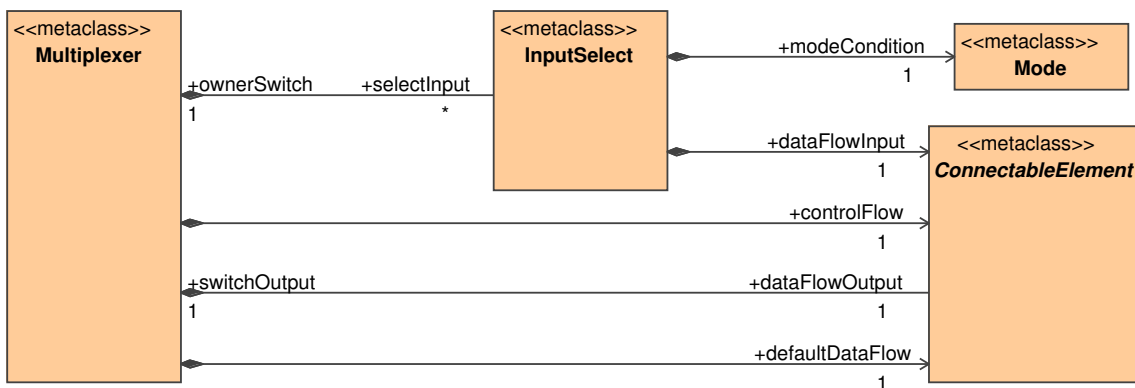 <<metaclass>>
Multiplexer
<<metaclass>>
InputSelect
<<metaclass>>
Mode
+modeCondition
1
+ownerSwitch
1
+selectInput
*
<<metaclass>>
ConnectableElement
+dataFlowInput
1
+controlFlow
1
+switchOutput
1
+dataFlowOutput
1
+defaultDataFlow
1